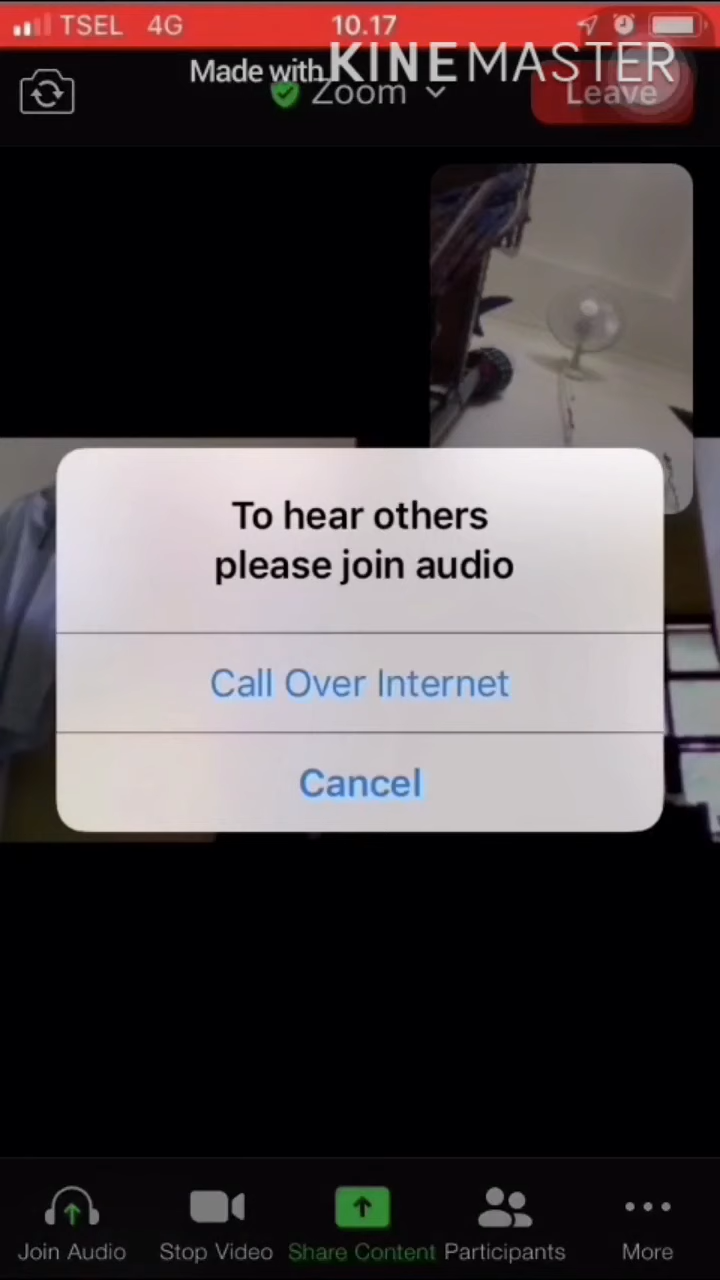 TSEL 4G 10.17
Made with KINEMASTER
Zoom Leave
To hear others
please join audio
Call Over Internet
Cancel
Join Audio Stop Video Share Content Participants More